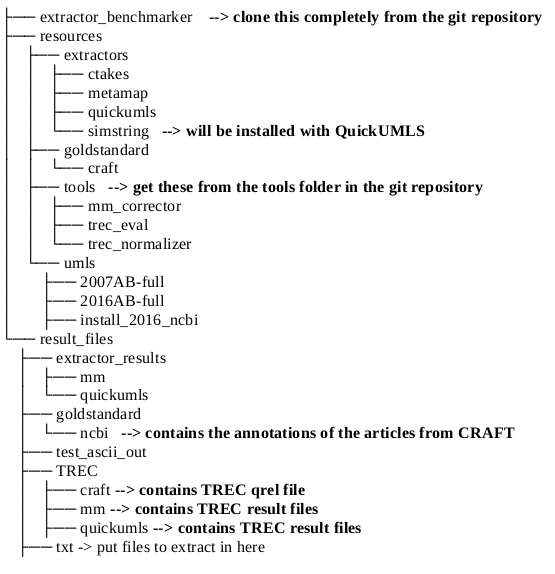 ├── extractor_benchmarker --> clone this completely from the git repository
├── resources
│ ├── extractors
│ │ ├── ctakes
│ │ ├── metamap
│ │ ├── quickumls
│ │ └── simstring --> will be installed with QuickUMLS
│ ├── goldstandard
│ │ └── craft
│ ├── tools --> get these from the tools folder in the git repository
│ │ ├── mm_corrector
│ │ ├── trec_eval
│ │ └── trec_normalizer
│ └── umls
│ ├── 2007AB-full
│ ├── 2016AB-full
│ ├── install_2016_ncbi
└── result_files
├── extractor_results
│ ├── mm
│ └── quickumls
├── goldstandard
│ └── ncbi --> contains the annotations of the articles from CRAFT
├── test_ascii_out
├── TREC
│ ├── craft --> contains TREC qrel file
│ ├── mm --> contains TREC result files
│ ├── quickumls --> contains TREC result files
├── txt -> put files to extract in here